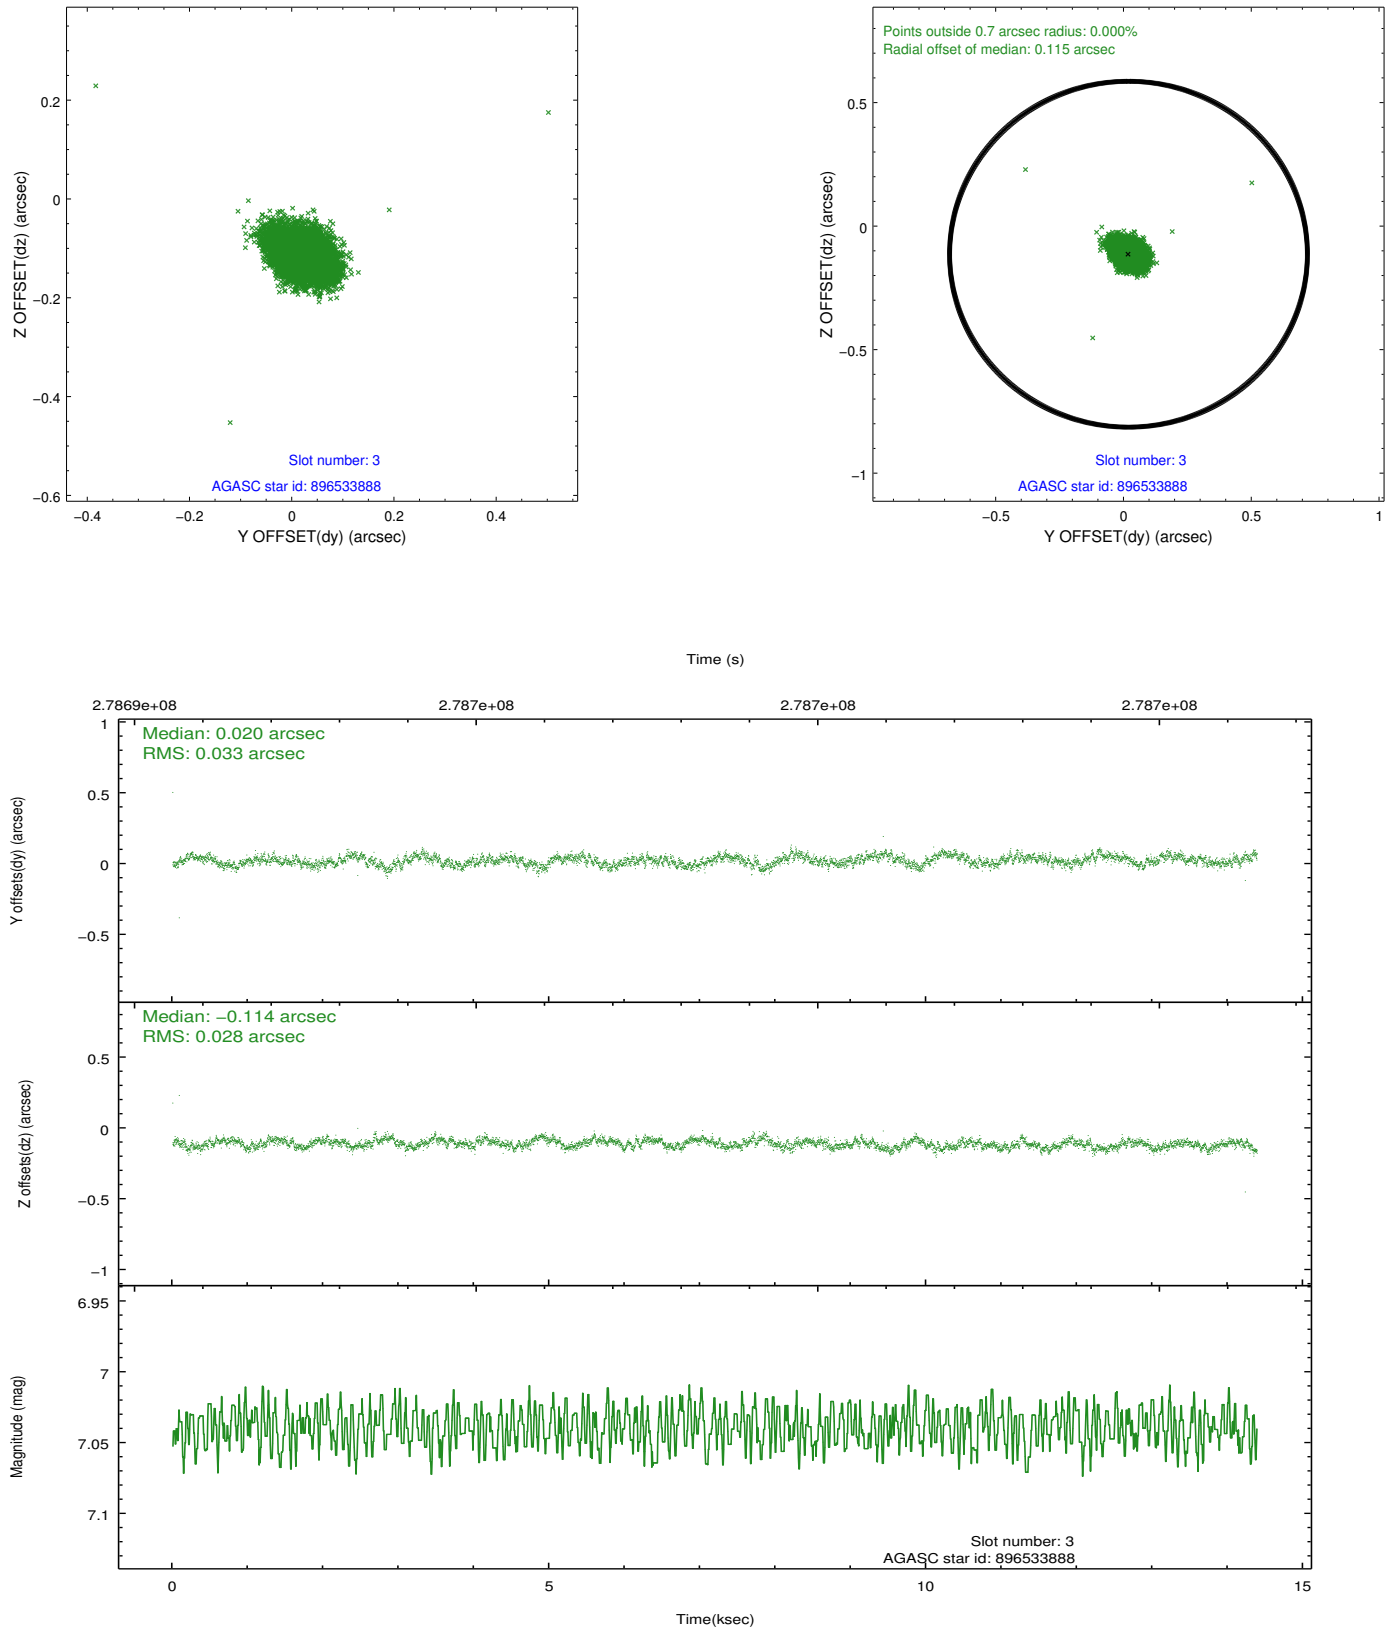 0.2
0
−0.2
−0.4
−0.6
Z OFFSET(dz) (arcsec)
−0.4
−0.2
0
0.2
0.4
Y OFFSET(dy) (arcsec)
Slot number: 3
AGASC star id: 896533888
Points outside 0.7 arcsec radius: 0.000%
Radial offset of median: 0.115 arcsec
0.5
0
−0.5
−1
Z OFFSET(dz) (arcsec)
−0.5
0
0.5
1
Y OFFSET(dy) (arcsec)
Slot number: 3
AGASC star id: 896533888
Time (s)
2.7869e+08
2.787e+08
2.787e+08
2.787e+08
Median: 0.020 arcsec
RMS: 0.033 arcsec
1
0.5
0
−0.5
Y offsets(dy) (arcsec)
Median: −0.114 arcsec
RMS: 0.028 arcsec
0.5
0
−0.5
−1
Z offsets(dz) (arcsec)
6.95
7
7.05
7.1
Magnitude (mag)
Slot number: 3
AGASC star id: 896533888
0
5
10
15
Time(ksec)